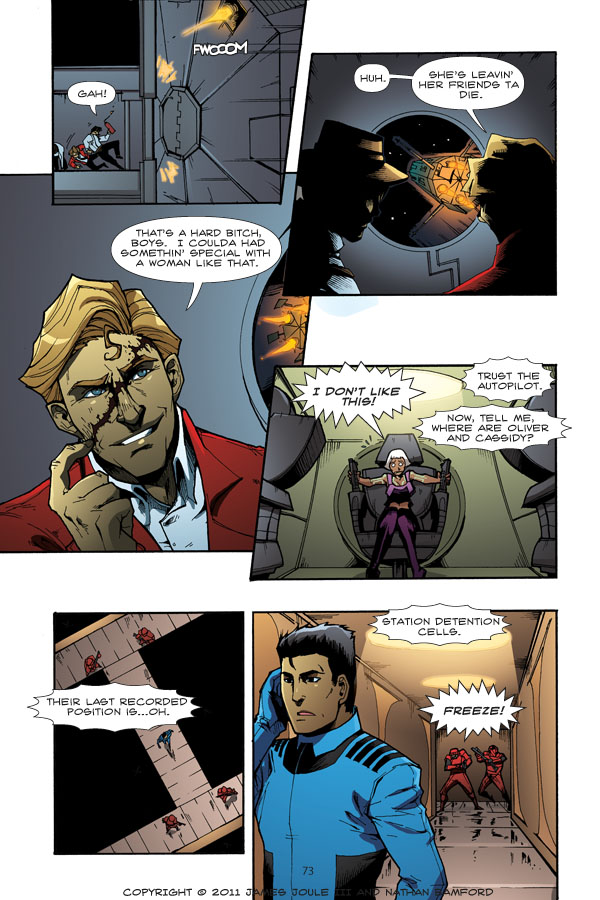 FWOOOM
GAH!
HUH.
SHE'S LEAVIN'
HER FRIENDS TA
DIE.
THAT'S A HARD BITCH,
BOYS. I COULDA HAD
SOMETHIN' SPECIAL WITH
A WOMAN LIKE THAT.
I DON'T LIKE
THIS!
TRUST THE
AUTOPILOT.
NOW, TELL ME,
WHERE ARE OLIVER
AND CASSIDY?
THEIR LAST RECORDED
POSITION IS...OH.
STATION DETENTION
CELLS.
FREEZE!
73
COPYRIGHT © 2011 JAMES JOULE III AND NATHAN BAMFORD